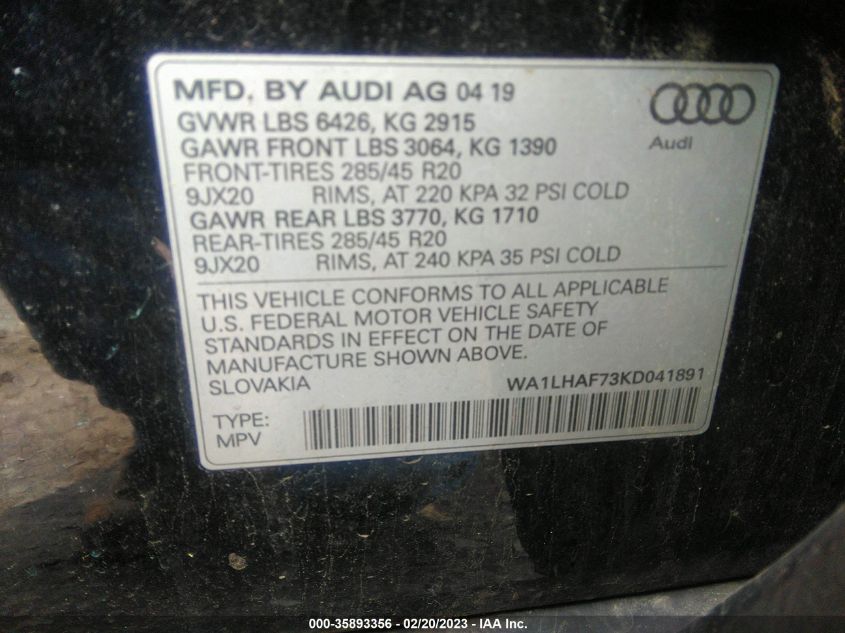 MFD. BY AUDI AG 04 19
GVWR LBS 6426, KG 2915
GAWR FRONT LBS 3064, KG 1390
FRONT-TIRES 285/45 R20
9JX20 RIMS, AT 220 KPA 32 PSI COLD
GAWR REAR LBS 3770, KG 1710
REAR-TIRES 285/45 R20
9JX20 RIMS, AT 240 KPA 35 PSI COLD
Audi
THIS VEHICLE CONFORMS TO ALL APPLICABLE
U.S. FEDERAL MOTOR VEHICLE SAFETY
STANDARDS IN EFFECT ON THE DATE OF
MANUFACTURE SHOWN ABOVE.
SLOVAKIA WA1LHAF73KD041891
TYPE:
MPV
000-35893356 - 02/20/2023 - IAA Inc.